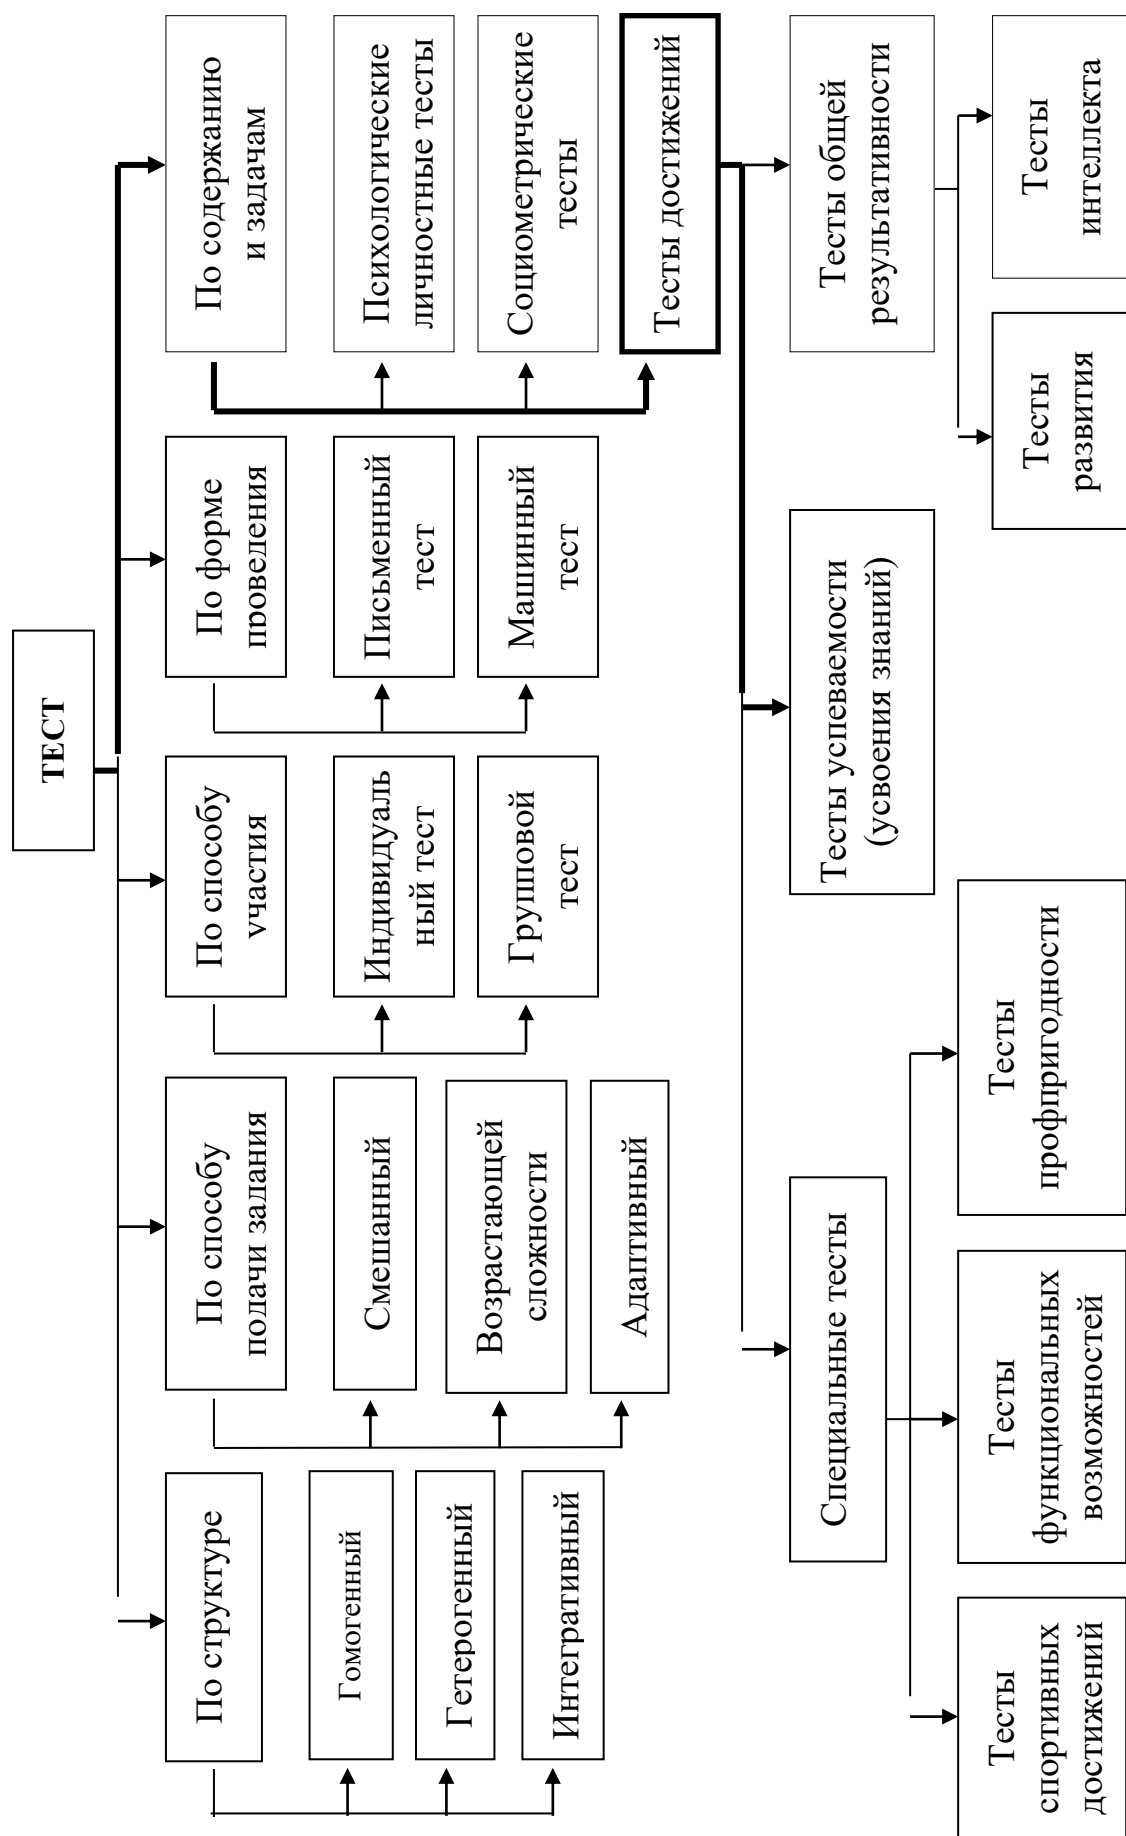 ТЕСТ
По структуре
По способу
подачи задания
По способу
участия
По форме
проведения
По содержанию
и задачам
Гомогенный
Гетерогенный
Интегративный
Смешанный
Возрастающей
сложности
Адаптивный
Индивидуаль
ный тест
Групповой
тест
Письменный
тест
Машинный
тест
Психологические
личностные тесты
Социометрические
тесты
Тесты достижений
Специальные тесты
Тесты успеваемости
(усвоения знаний)
Тесты общей
результативности
Тесты
спортивных
достижений
Тесты
функциональных
возможностей
Тесты
профпригодности
Тесты
развития
Тесты
интеллекта